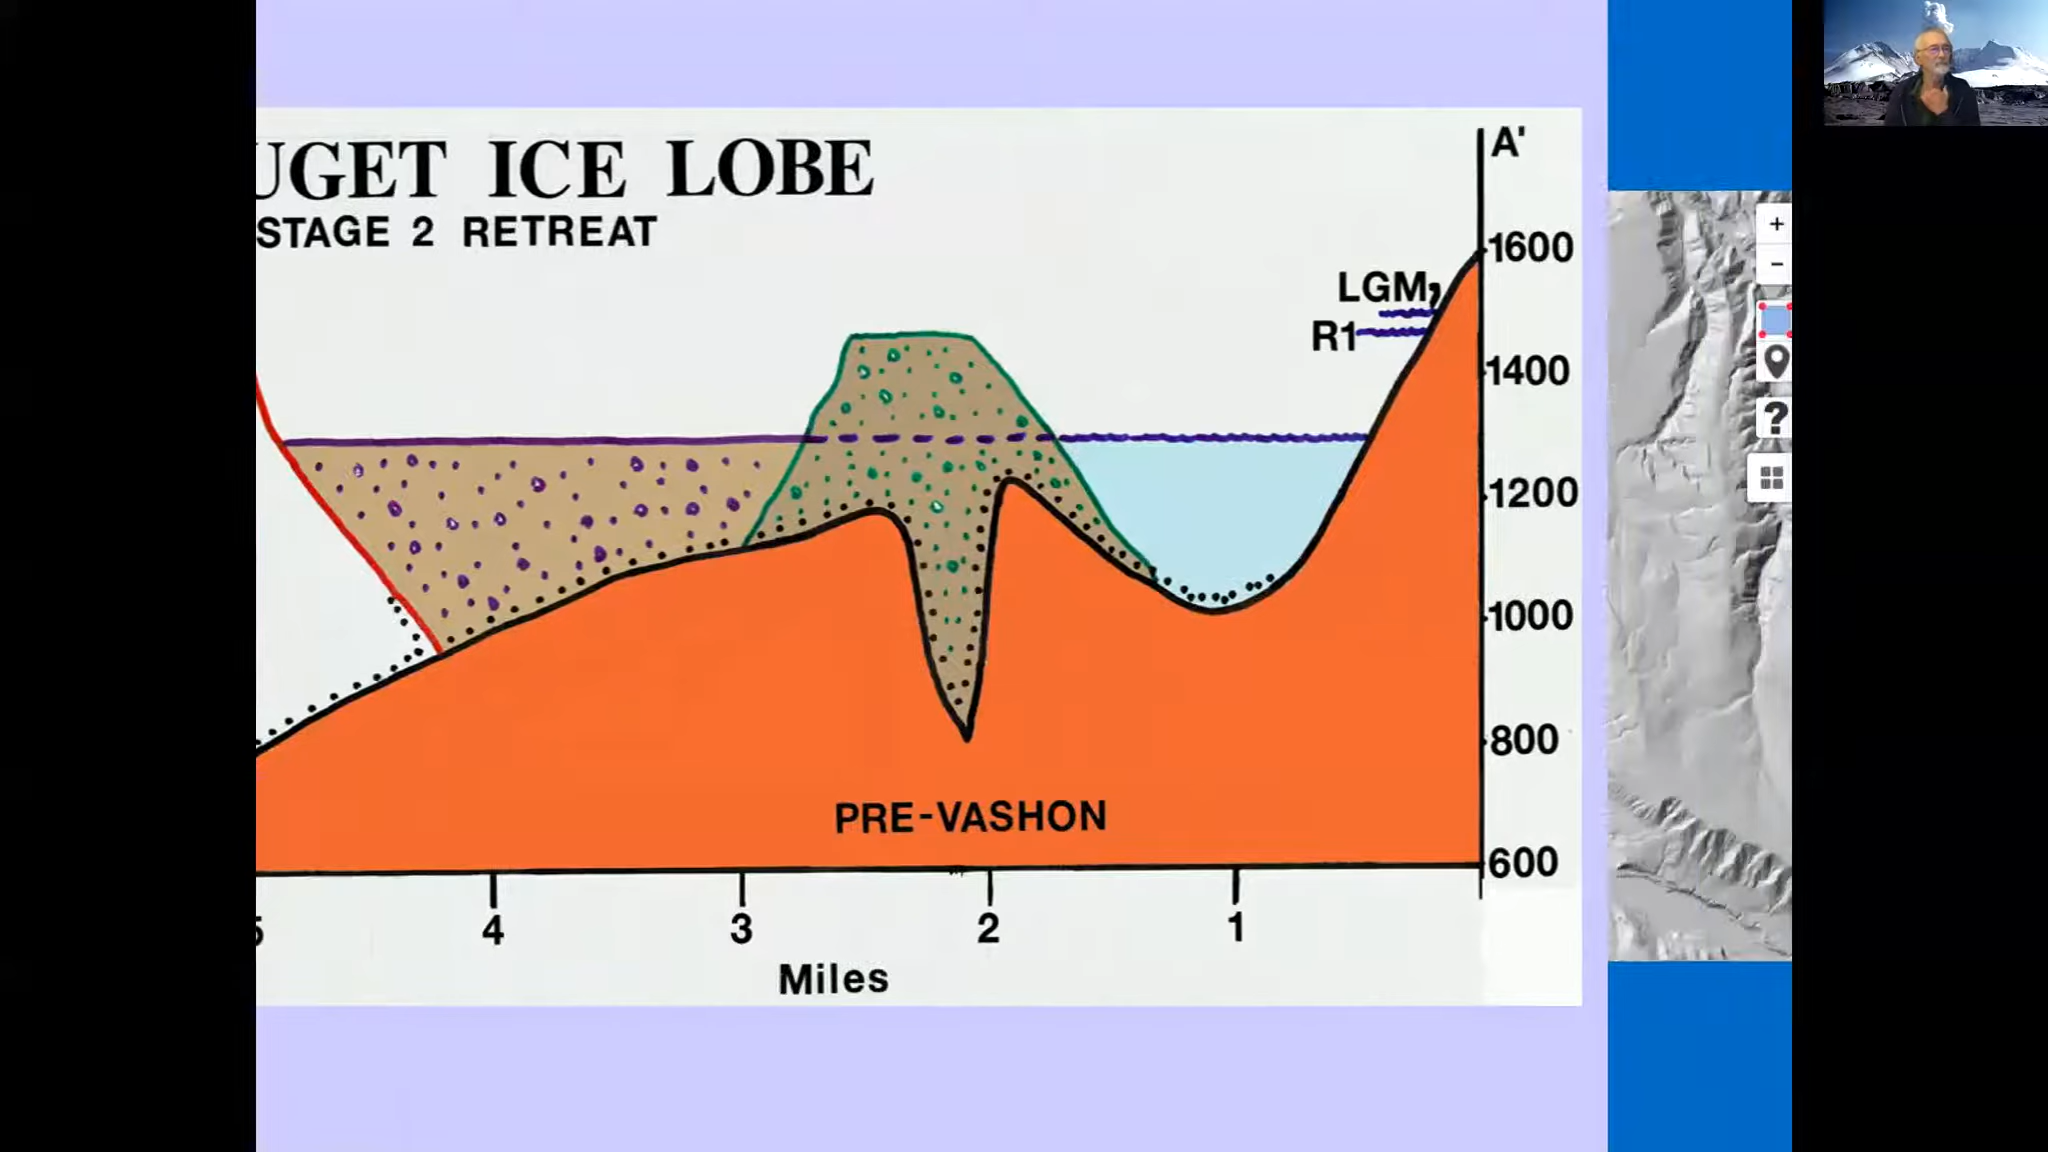 UGET ICE LOBE
STAGE 2 RETREAT
A'
1600
LGM,
R1
1400
1200
1000
800
PRE-VASHON
600
5 4 3 2 1
Miles
+
-
?